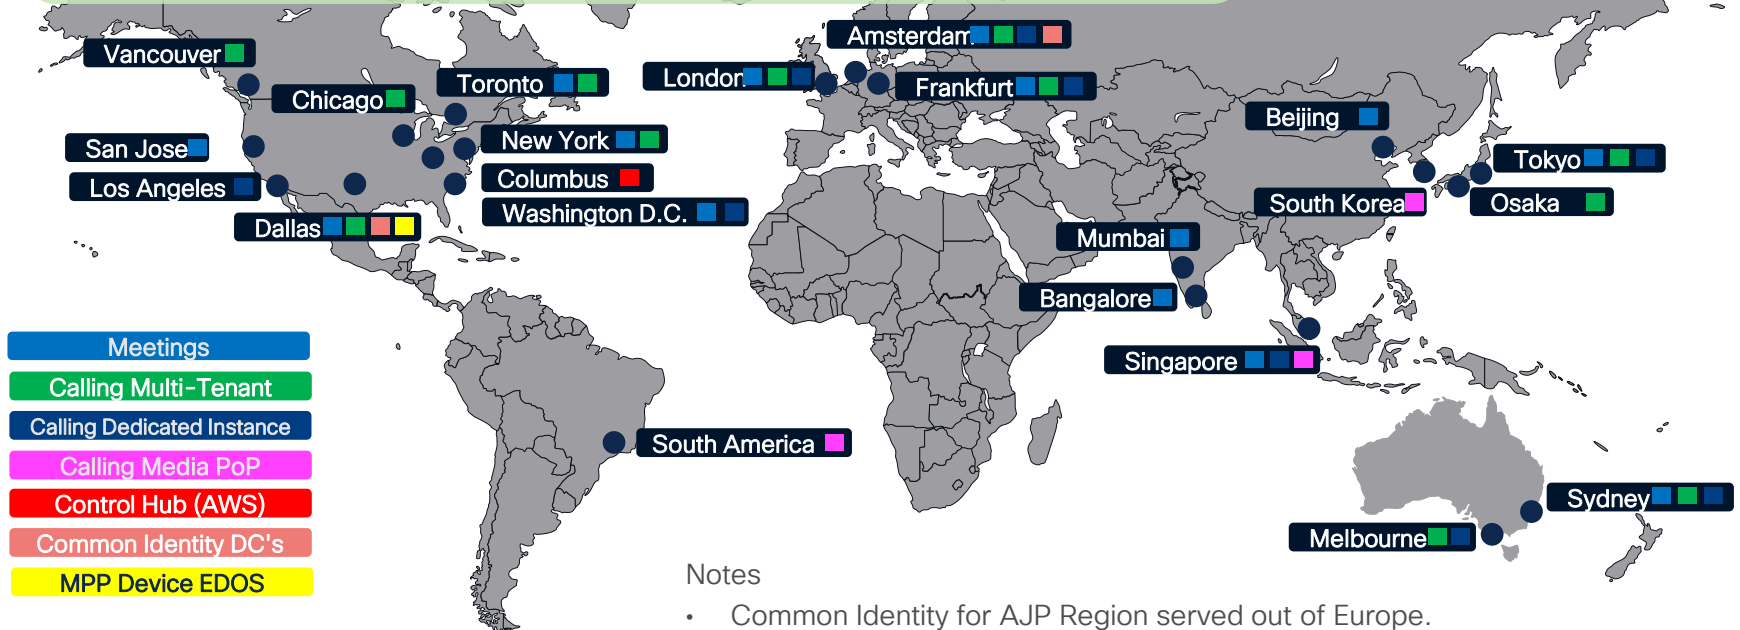 Amsterdam
Vancouver
London
Toronto
Frankfurt
Chicago
Beijing
New York
San Jose
Tokyo
Columbus
Los Angeles
South Korea
Osaka
Washington D.C.
Dallas
Mumbai
Bangalore
Meetings
Singapore
Calling Multi-Tenant
Calling Dedicated Instance
South America
Calling Media PoP
Control Hub (AWS)
Sydney
Melbourne
Common Identity DC's
MPP Device EDOS
Notes
• Common Identity for AJP Region served out of Europe.